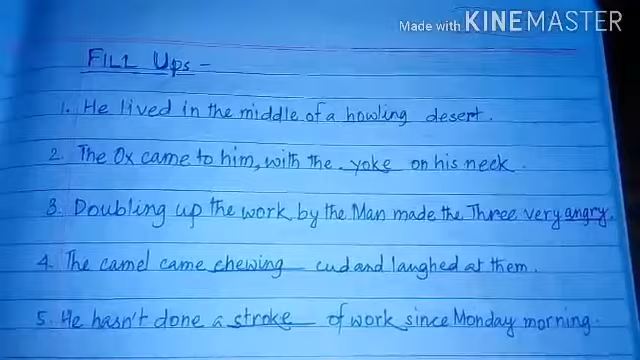 Made with KINEMASTER
FILL Ups -
1. He lived in the middle of a howling desert.
2. The Ox came to him, with the yoke on his neck.
3. Doubling up the work by the Man made the Three very angry.
4. The camel came chewing cud and laughed at them.
5. He hasn't done a stroke of work since Monday morning.